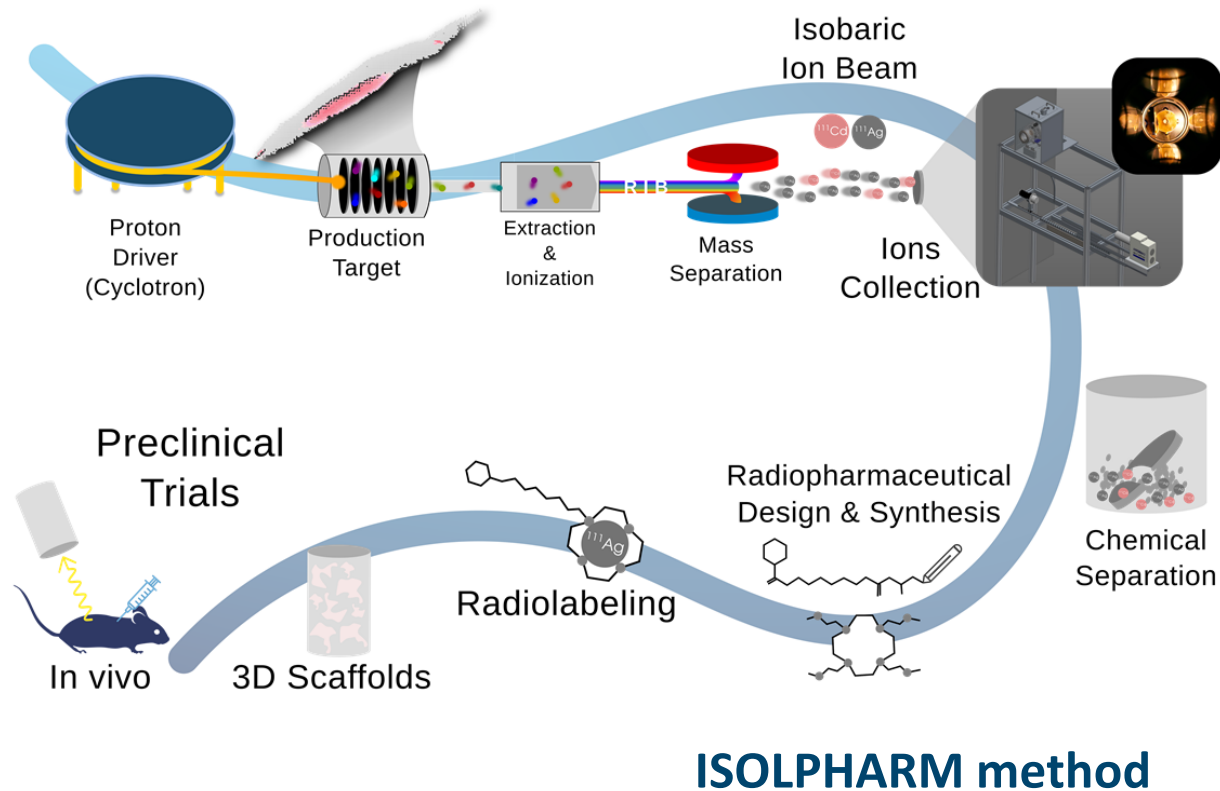 Isobaric
Ion Beam
¹¹¹Cd
¹¹¹Ag
RIB
Proton
Driver
(Cyclotron)
Production
Target
Extraction
&
Ionization
Mass
Separation
Ions
Collection
Chemical
Separation
Radiopharmaceutical
Design & Synthesis
¹¹¹Ag
Radiolabeling
Preclinical
Trials
In vivo
3D Scaffolds
ISOLPHARM method